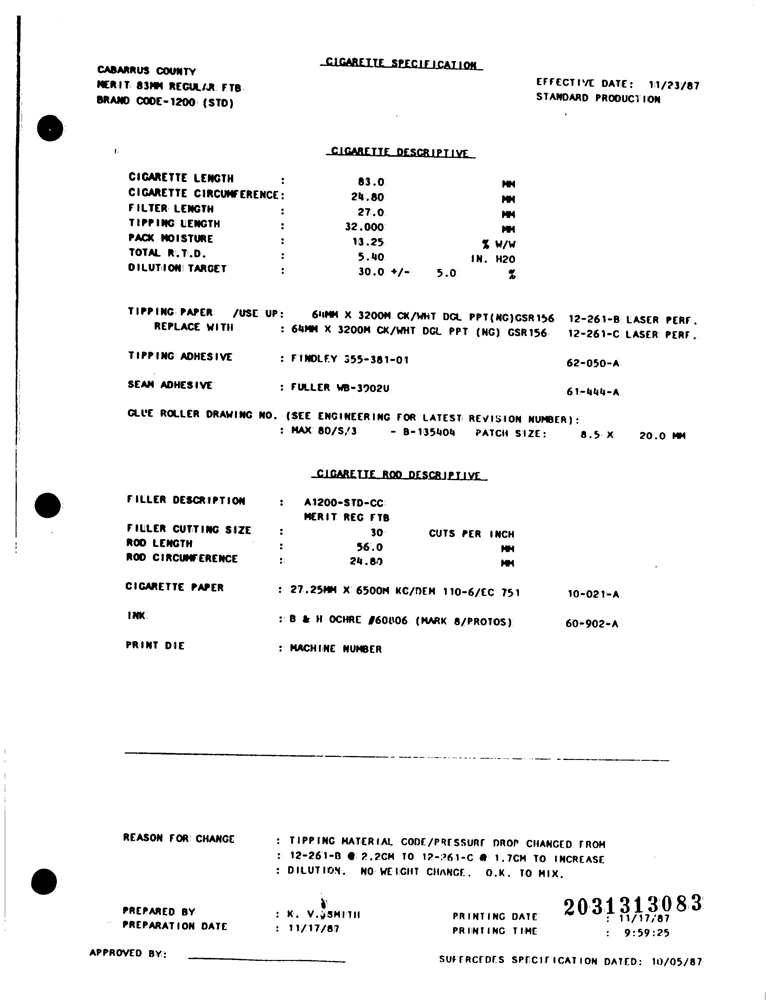 CIGARETTE SPECIFICATION
CABARRUS COUNTY
MERIT 83MM REGULAR FTB
BRAND CODE-1200 (STD)
EFFECTIVE DATE: 11/23/87
STANDARD PRODUCTION
CIGARETTE DESCRIPTIVE
CIGARETTE LENGTH : 83.0 MM
CIGARETTE CIRCUMFERENCE: 24.80 MM
FILTER LENGTH : 27.0 MM
TIPPING LENGTH : 32.000 MM
PACK MOISTURE : 13.25 % W/W
TOTAL R.T.D. : 5.40 IN. H2O
DILUTION TARGET : 30.0 +/- 5.0 %
TIPPING PAPER /USE UP: 64MM X 3200M CK/WHT DGL PPT(NG)GSR156 12-261-B LASER PERF.
REPLACE WITH : 64MM X 3200M CK/WHT DGL PPT (NG) GSR156 12-261-C LASER PERF.
TIPPING ADHESIVE : FINDLEY 355-381-01 62-050-A
SEAM ADHESIVE : FULLER WB-3902U 61-444-A
GLUE ROLLER DRAWING NO. (SEE ENGINEERING FOR LATEST REVISION NUMBER):
: MAX 80/S/3 - B-135404 PATCH SIZE: 8.5 X 20.0 MM
CIGARETTE ROD DESCRIPTIVE
FILLER DESCRIPTION : A1200-STD-CC
MERIT REG FTB
FILLER CUTTING SIZE : 30 CUTS PER INCH
ROD LENGTH : 56.0 MM
ROD CIRCUMFERENCE : 24.80 MM
CIGARETTE PAPER : 27.25MM X 6500M KC/DEM 110-6/EC 751 10-021-A
INK : B & H OCHRE #60806 (MARK 8/PROTOS) 60-902-A
PRINT DIE : MACHINE NUMBER
REASON FOR CHANGE : TIPPING MATERIAL CODE/PRESSURE DROP CHANGED FROM
: 12-261-B @ 2.2CM TO 12-261-C @ 1.7CM TO INCREASE
: DILUTION. NO WEIGHT CHANGE. O.K. TO MIX.
2031313083
PREPARED BY : K. V. SMITH PRINTING DATE : 11/17/87
PREPARATION DATE : 11/17/87 PRINTING TIME : 9:59:25
APPROVED BY:
SUPERCEDES SPECIFICATION DATED: 10/05/87